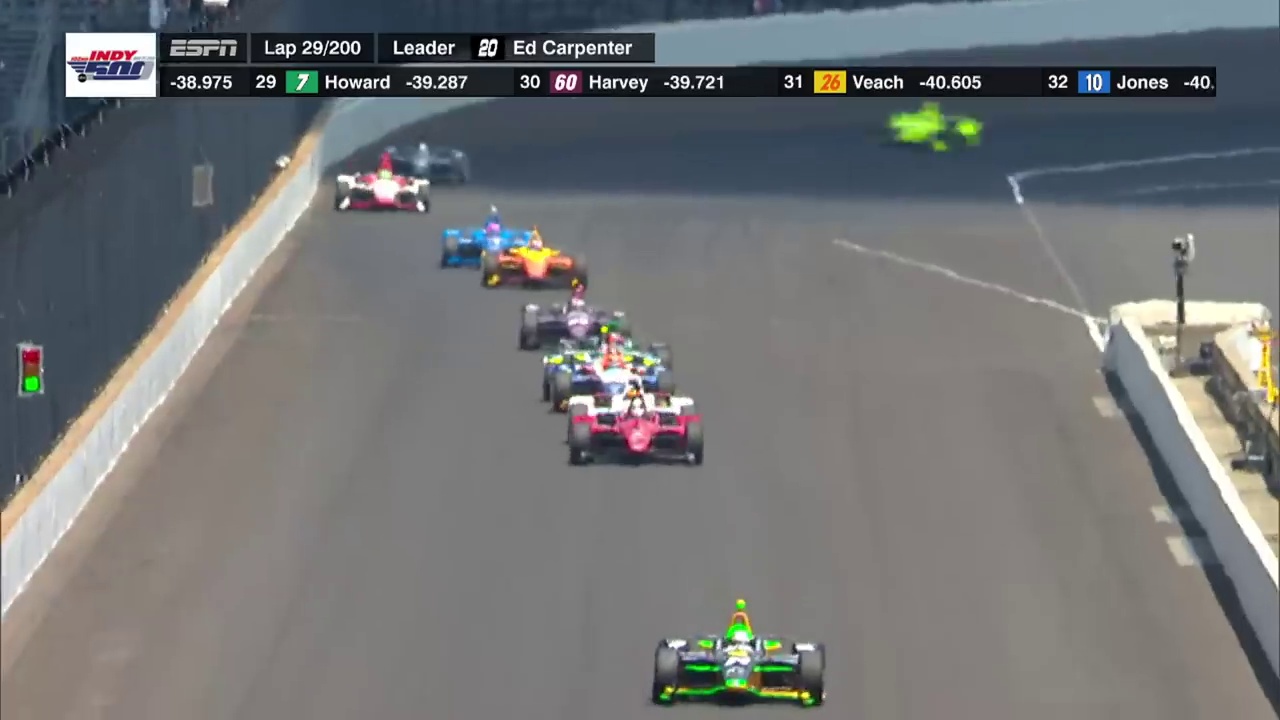 INDY
500
ESPN Lap 29/200 Leader 20 Ed Carpenter
-38.975 29 7 Howard -39.287 30 60 Harvey -39.721 31 26 Veach -40.605 32 10 Jones -40.